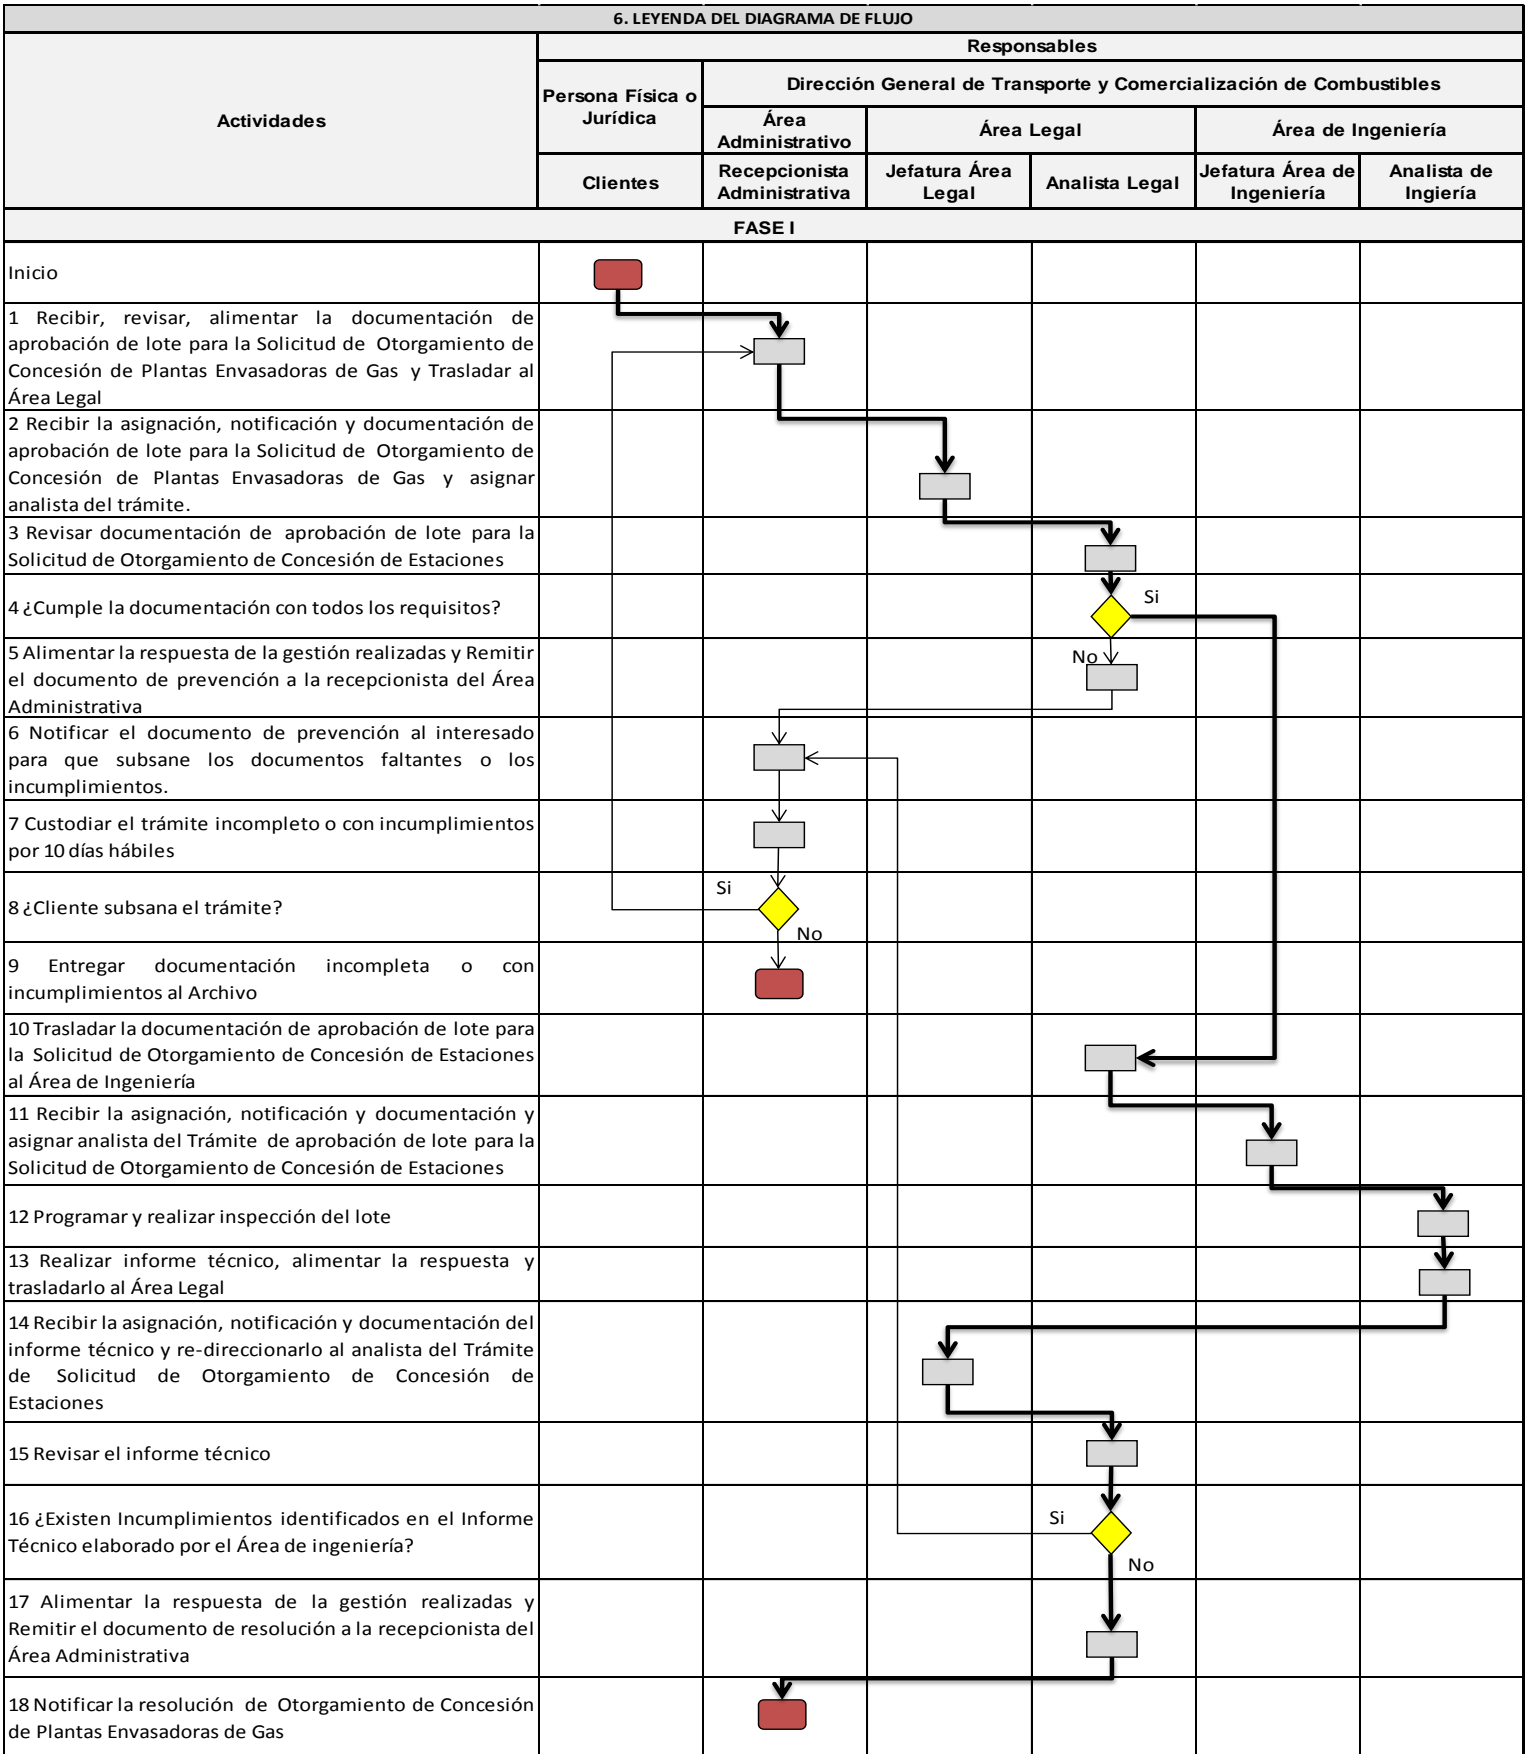 6. LEYENDA DEL DIAGRAMA DE FLUJO
Actividades
Responsables
Persona Física o
Jurídica
Dirección General de Transporte y Comercialización de Combustibles
Área
Administrativo
Área Legal
Área de Ingeniería
Clientes
Recepcionista
Administrativa
Jefatura Área
Legal
Analista Legal
Jefatura Área de
Ingeniería
Analista de
Ingiería
FASE I
Inicio
1 Recibir, revisar, alimentar la documentación de
aprobación de lote para la Solicitud de Otorgamiento de
Concesión de Plantas Envasadoras de Gas y Trasladar al
Área Legal
2 Recibir la asignación, notificación y documentación de
aprobación de lote para la Solicitud de Otorgamiento de
Concesión de Plantas Envasadoras de Gas y asignar
analista del trámite.
3 Revisar documentación de aprobación de lote para la
Solicitud de Otorgamiento de Concesión de Estaciones
4 ¿Cumple la documentación con todos los requisitos?
Si
5 Alimentar la respuesta de la gestión realizadas y Remitir
el documento de prevención a la recepcionista del Área
Administrativa
No
6 Notificar el documento de prevención al interesado
para que subsane los documentos faltantes o los
incumplimientos.
7 Custodiar el trámite incompleto o con incumplimientos
por 10 días hábiles
8 ¿Cliente subsana el trámite?
Si
No
9 Entregar documentación incompleta o con
incumplimientos al Archivo
10 Trasladar la documentación de aprobación de lote para
la Solicitud de Otorgamiento de Concesión de Estaciones
al Área de Ingeniería
11 Recibir la asignación, notificación y documentación y
asignar analista del Trámite de aprobación de lote para la
Solicitud de Otorgamiento de Concesión de Estaciones
12 Programar y realizar inspección del lote
13 Realizar informe técnico, alimentar la respuesta y
trasladarlo al Área Legal
14 Recibir la asignación, notificación y documentación del
informe técnico y re-direccionarlo al analista del Trámite
de Solicitud de Otorgamiento de Concesión de
Estaciones
15 Revisar el informe técnico
16 ¿Existen Incumplimientos identificados en el Informe
Técnico elaborado por el Área de ingeniería?
Si
No
17 Alimentar la respuesta de la gestión realizadas y
Remitir el documento de resolución a la recepcionista del
Área Administrativa
18 Notificar la resolución de Otorgamiento de Concesión
de Plantas Envasadoras de Gas